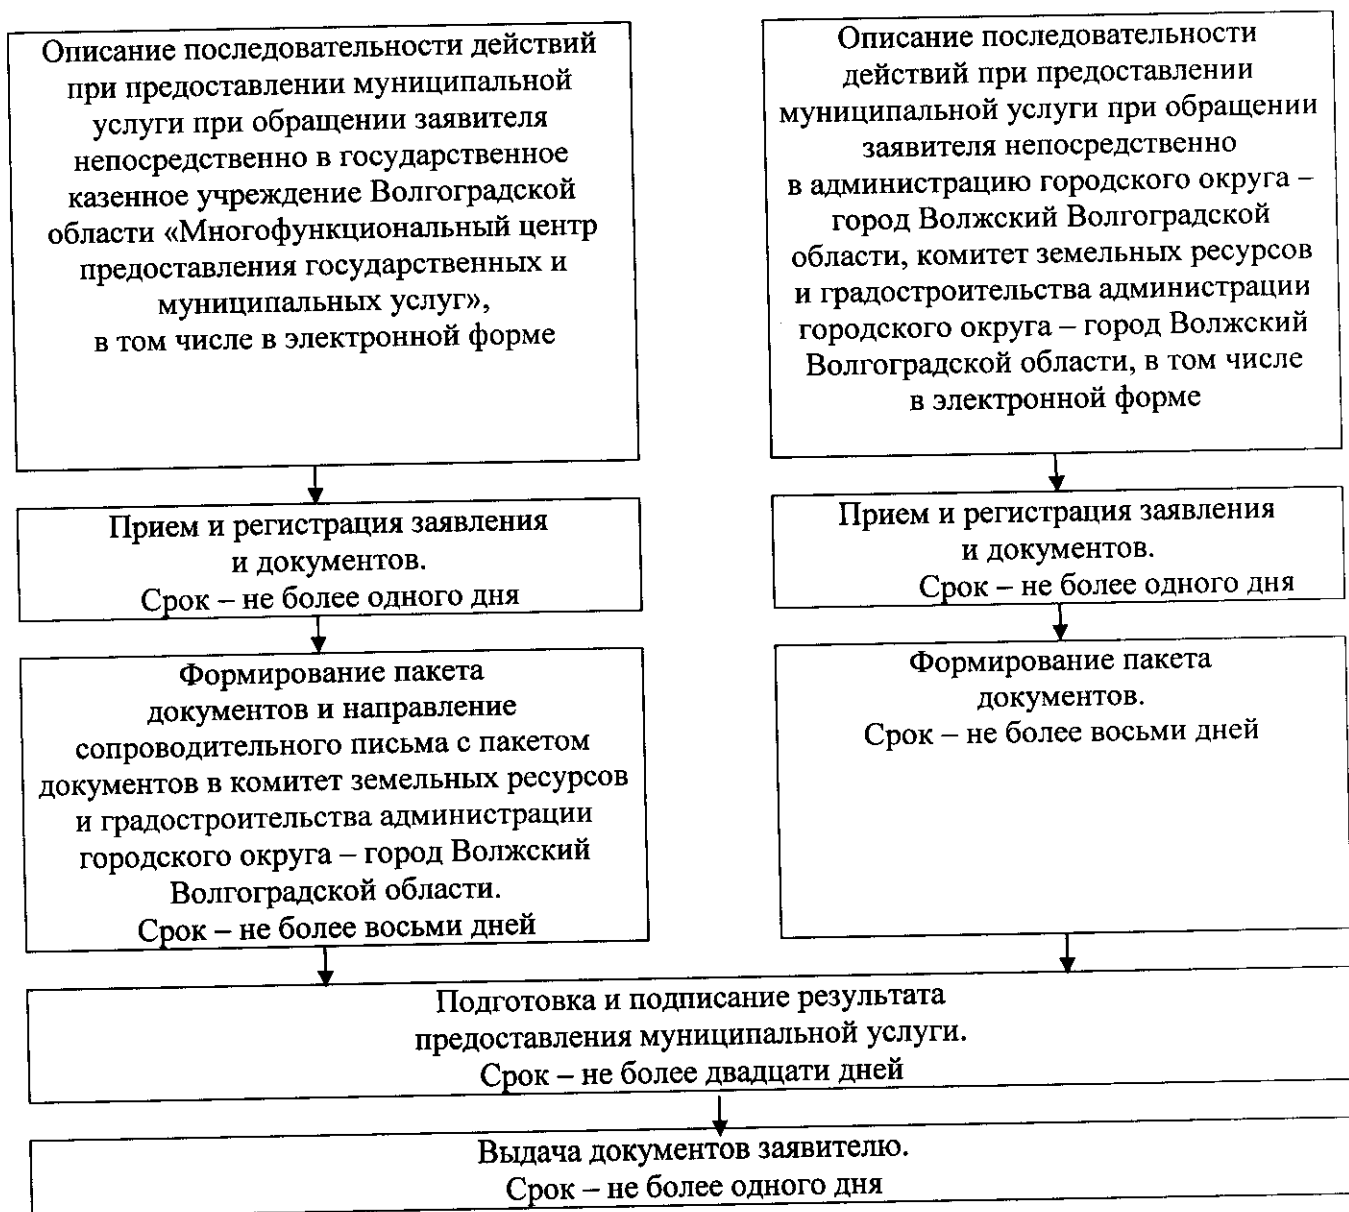 Описание последовательности действий
при предоставлении муниципальной
услуги при обращении заявителя
непосредственно в государственное
казенное учреждение Волгоградской
области «Многофункциональный центр
предоставления государственных и
муниципальных услуг»,
в том числе в электронной форме
Описание последовательности
действий при предоставлении
муниципальной услуги при обращении
заявителя непосредственно
в администрацию городского округа –
город Волжский Волгоградской
области, комитет земельных ресурсов
и градостроительства администрации
городского округа – город Волжский
Волгоградской области, в том числе
в электронной форме
Прием и регистрация заявления
и документов.
Срок – не более одного дня
Прием и регистрация заявления
и документов.
Срок – не более одного дня
Формирование пакета
документов и направление
сопроводительного письма с пакетом
документов в комитет земельных ресурсов
и градостроительства администрации
городского округа – город Волжский
Волгоградской области.
Срок – не более восьми дней
Формирование пакета
документов.
Срок – не более восьми дней
Подготовка и подписание результата
предоставления муниципальной услуги.
Срок – не более двадцати дней
Выдача документов заявителю.
Срок – не более одного дня